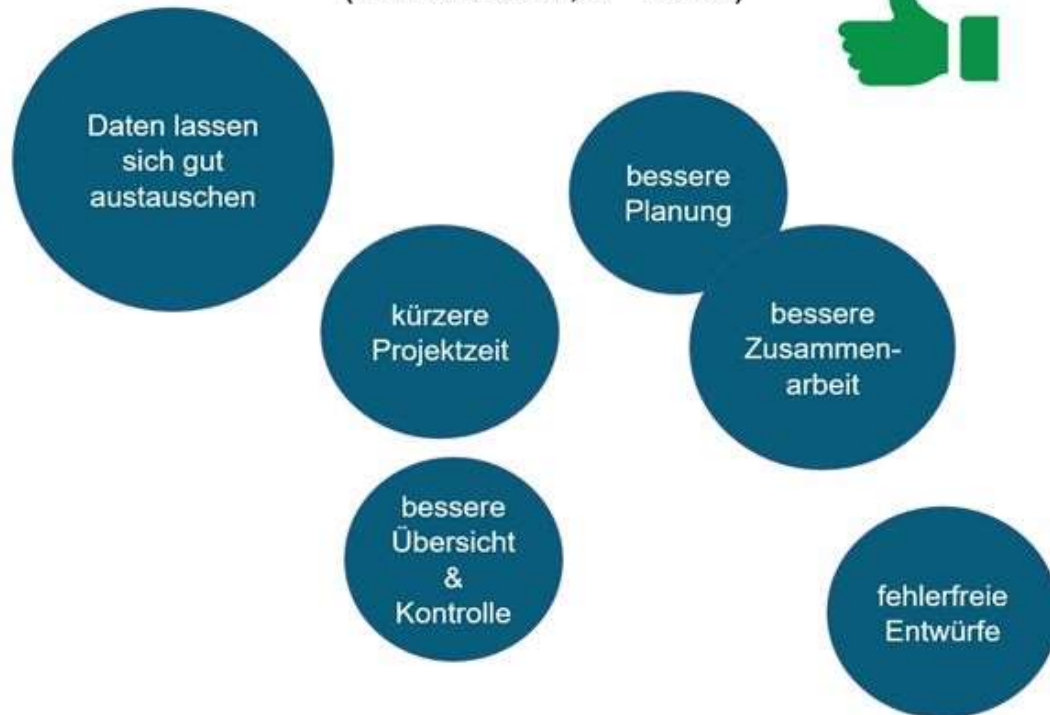 Daten lassen
sich gut
austauschen
bessere
Planung
kürzere
Projektzeit
bessere
Zusammen-
arbeit
bessere
Übersicht
&
Kontrolle
fehlerfreie
Entwürfe